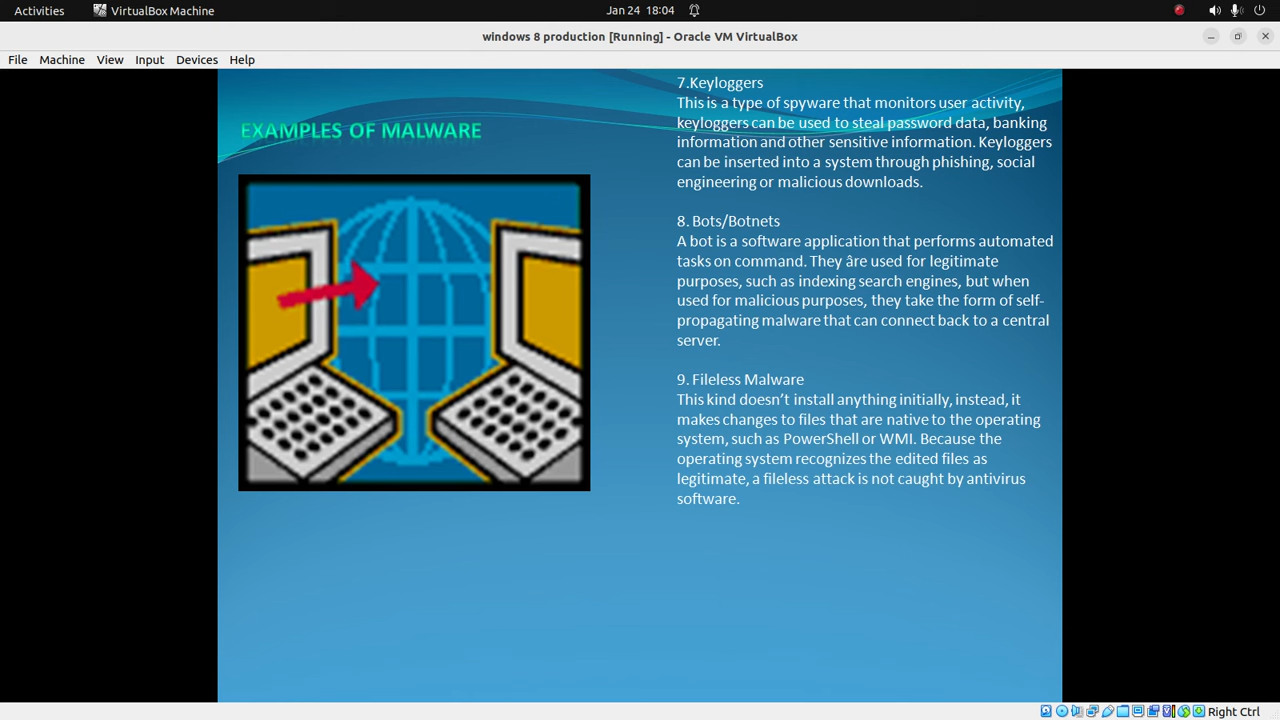 Activities
VirtualBox Machine
Jan 24 18:04
windows 8 production [Running] - Oracle VM VirtualBox
File Machine View Input Devices Help
EXAMPLES OF MALWARE
7.Keyloggers
This is a type of spyware that monitors user activity,
keyloggers can be used to steal password data, banking
information and other sensitive information. Keyloggers
can be inserted into a system through phishing, social
engineering or malicious downloads.
8. Bots/Botnets
A bot is a software application that performs automated
tasks on command. They âre used for legitimate
purposes, such as indexing search engines, but when
used for malicious purposes, they take the form of self-
propagating malware that can connect back to a central
server.
9. Fileless Malware
This kind doesn’t install anything initially, instead, it
makes changes to files that are native to the operating
system, such as PowerShell or WMI. Because the
operating system recognizes the edited files as
legitimate, a fileless attack is not caught by antivirus
software.
Right Ctrl